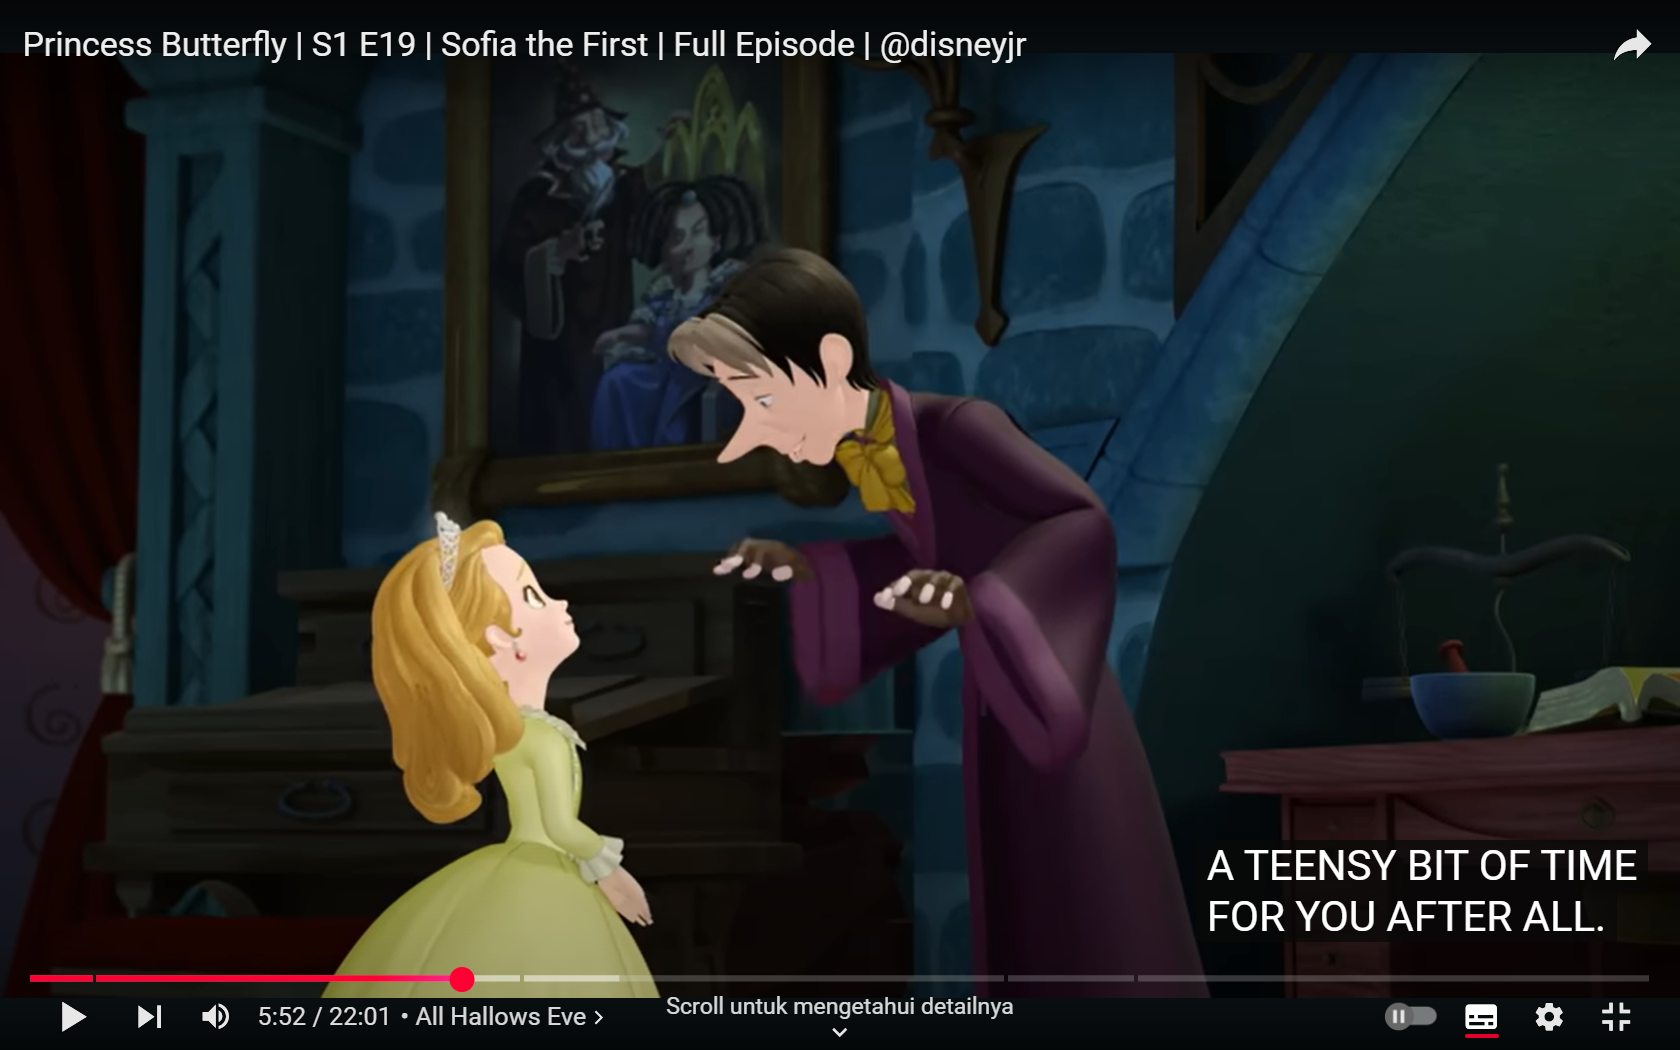 Princess Butterfly | S1 E19 | Sofia the First | Full Episode | @disneyjr
A TEENSY BIT OF TIME
FOR YOU AFTER ALL.
5:52 / 22:01 • All Hallows Eve
Scroll untuk mengetahui detailnya